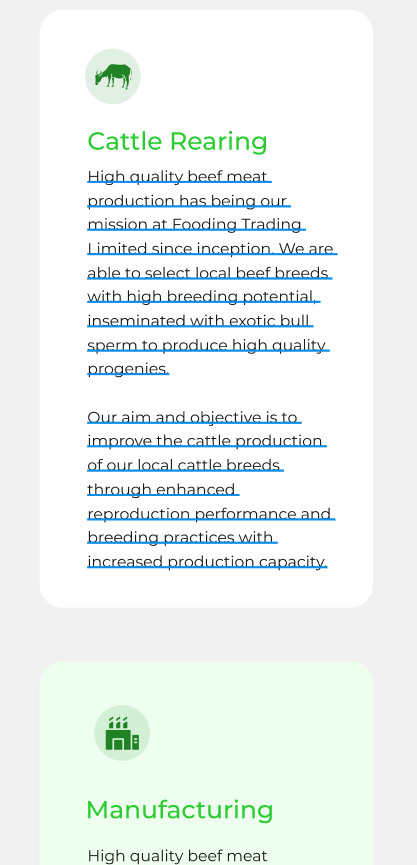 Cattle Rearing
High quality beef meat
production has being our
mission at Fooding Trading
Limited since inception. We are
able to select local beef breeds
with high breeding potential,
inseminated with exotic bull
sperm to produce high quality
progenies.
Our aim and objective is to
improve the cattle production
of our local cattle breeds
through enhanced
reproduction performance and
breeding practices with
increased production capacity.
Manufacturing
High quality beef meat